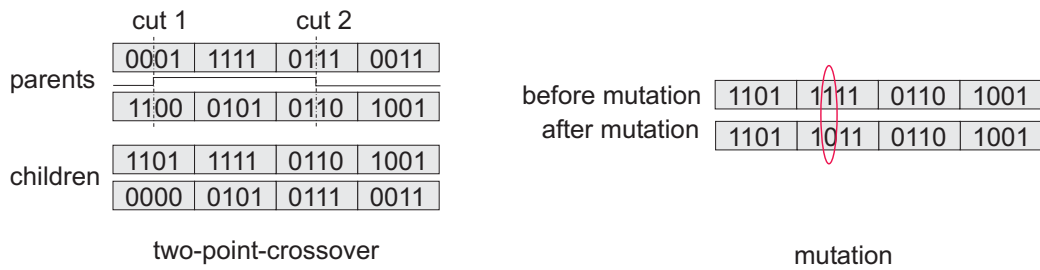 cut 1 cut 2
0001 1111 0111 0011
parents
1100 0101 0110 1001
1101 1111 0110 1001
children
0000 0101 0111 0011
two-point-crossover
before mutation 1101 1111 0110 1001
after mutation 1101 1011 0110 1001
mutation